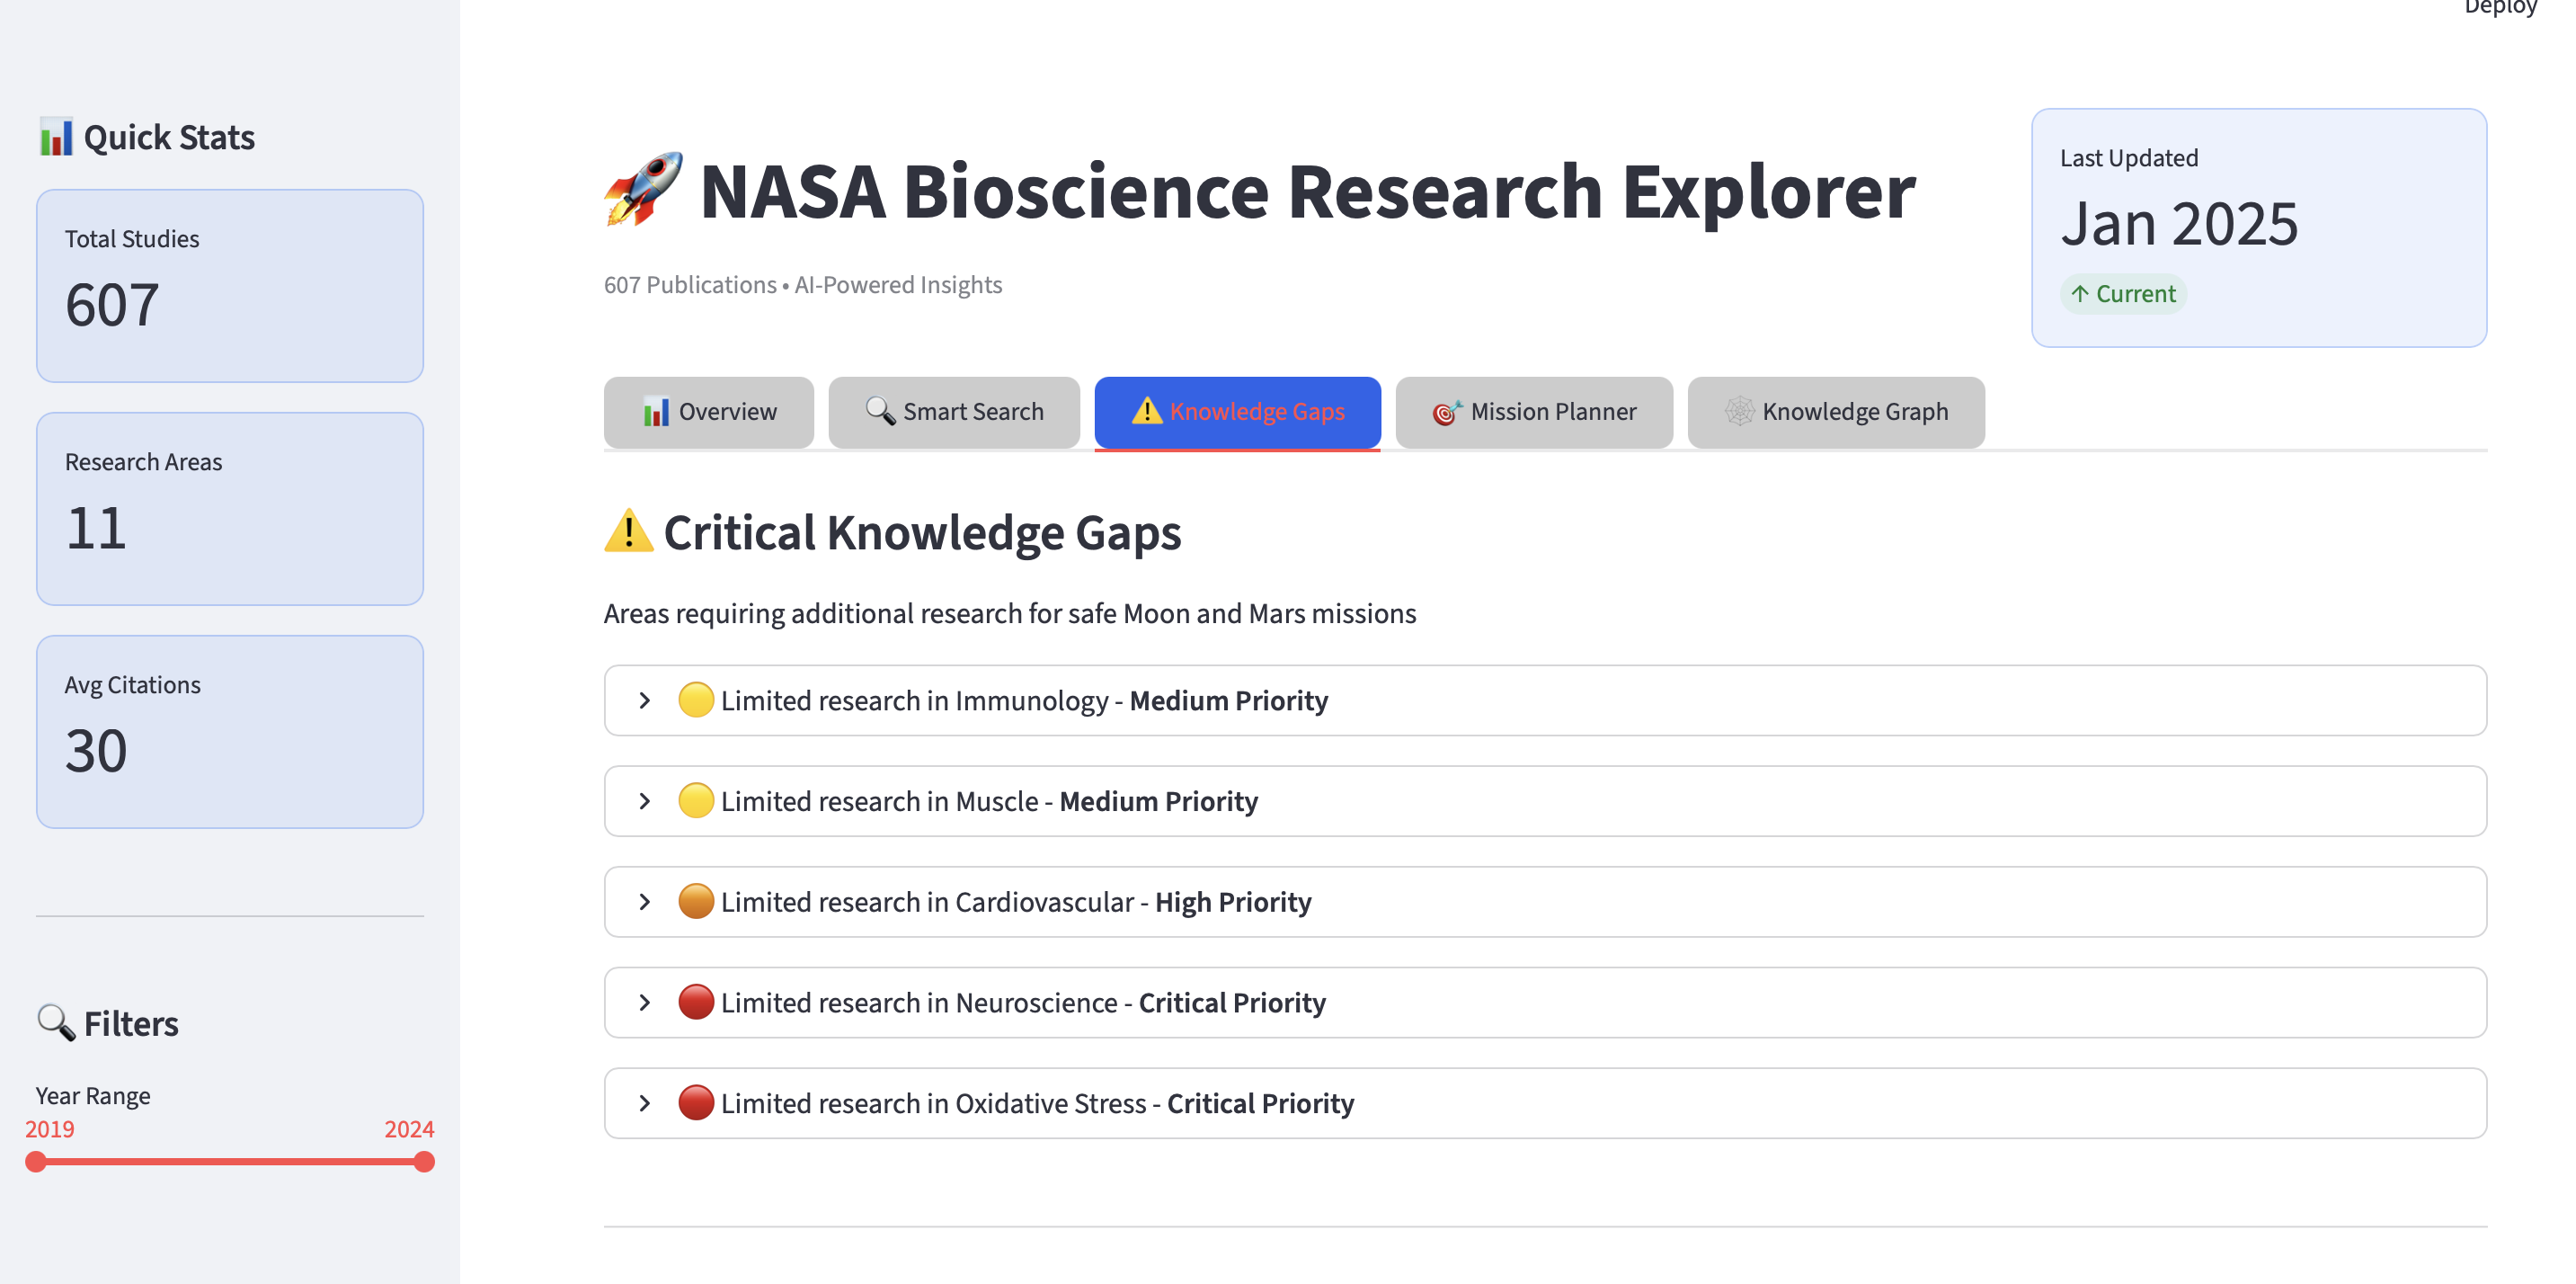 Deploy
📊 Quick Stats
Total Studies
607
Research Areas
11
Avg Citations
30
🔍 Filters
Year Range
2019 2024
🚀 NASA Bioscience Research Explorer
607 Publications • AI-Powered Insights
Last Updated
Jan 2025
↑ Current
📊 Overview 🔍 Smart Search ⚠️ Knowledge Gaps 🎯 Mission Planner 🕸️ Knowledge Graph
⚠️ Critical Knowledge Gaps
Areas requiring additional research for safe Moon and Mars missions
🟡 Limited research in Immunology - Medium Priority
🟡 Limited research in Muscle - Medium Priority
🟠 Limited research in Cardiovascular - High Priority
🔴 Limited research in Neuroscience - Critical Priority
🔴 Limited research in Oxidative Stress - Critical Priority